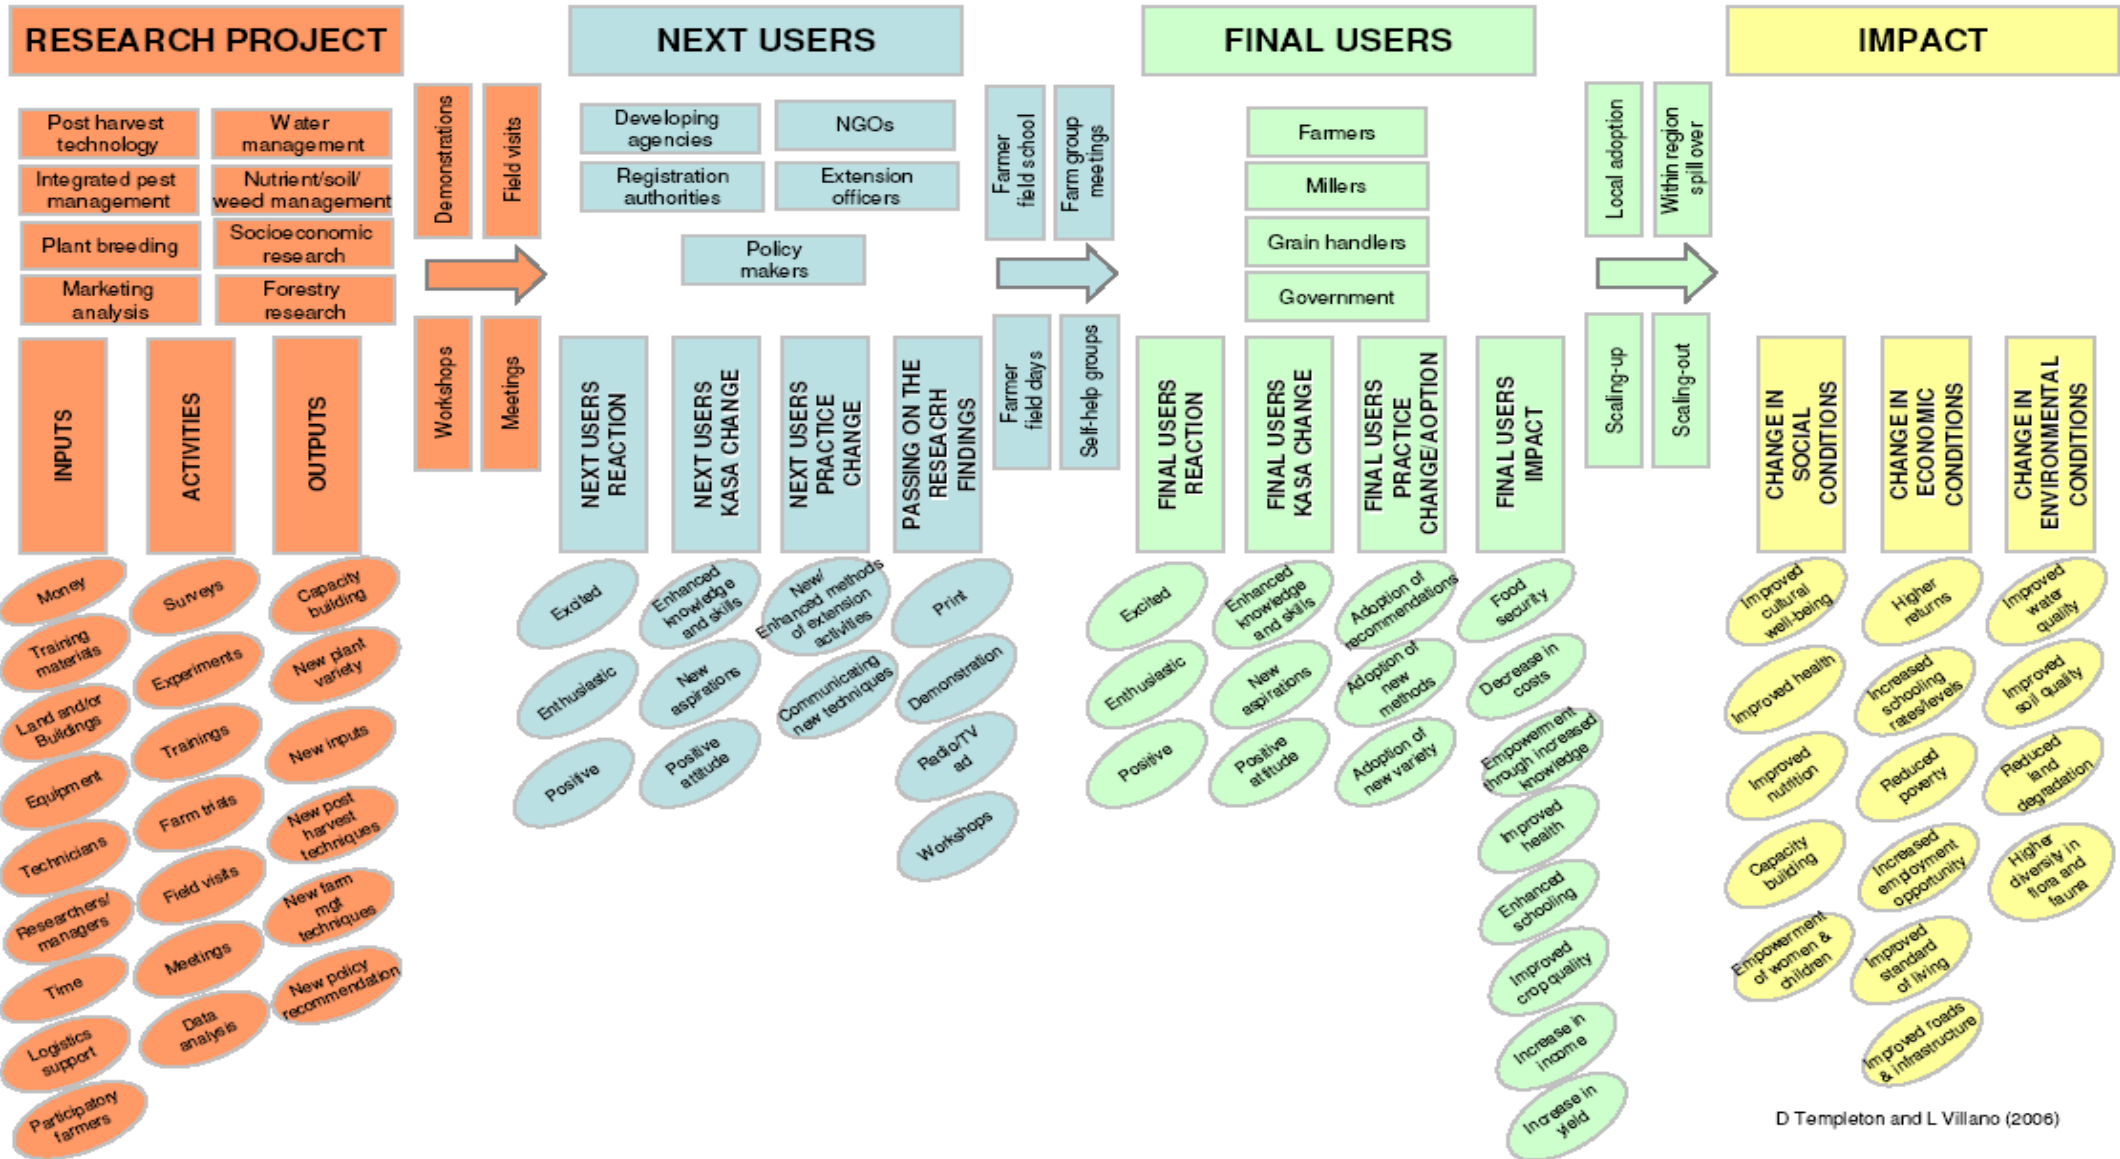 RESEARCH PROJECT
NEXT USERS
FINAL USERS
IMPACT
Post harvest
technology
Water
management
Integrated pest
management
Nutrient/soil/
weed management
Plant breeding
Socioeconomic
research
Marketing
analysis
Forestry
research
Demonstrations
Field visits
Workshops
Meetings
Developing
agencies
NGOs
Registration
authorities
Extension
officers
Policy
makers
Farmer
field school
Farm group
meetings
Farmer
field days
Self-help groups
Farmers
Millers
Grain handlers
Government
Local adoption
Within region
spill over
Scaling-up
Scaling-out
INPUTS
Money
Training
materials
Land and/or
Buildings
Equipment
Technicians
Researchers/
managers
Time
Logistics
support
Participatory
farmers
ACTIVITIES
Surveys
Experiments
Trainings
Farm trials
Field visits
Meetings
Data
analysis
OUTPUTS
Capacity
building
New plant
variety
New inputs
New post
harvest
techniques
New farm
mgt
techniques
New policy
recommendation
NEXT USERS
REACTION
Excited
Enthusiastic
Positive
NEXT USERS
KASA CHANGE
Enhanced
knowledge
and skills
New
aspirations
Positive
attitude
NEXT USERS
PRACTICE
CHANGE
New/
Enhanced methods
of extension
activities
Communicating
new techniques
PASSING ON THE
RESEACRH
FINDINGS
Print
Demonstration
Radio/TV
ad
Workshops
FINAL USERS
REACTION
Excited
Enthusiastic
Positive
FINAL USERS
KASA CHANGE
Enhanced
knowledge
and skills
New
aspirations
Positive
attitude
FINAL USERS
PRACTICE
CHANGE/AOPTION
Adoption of
recommendations
Adoption of
new
methods
Adoption of
new variety
FINAL USERS
IMPACT
Food
security
Decrease in
costs
Empowerment
through increased
knowledge
Improved
health
Enhanced
schooling
Improved
crop quality
Increase in
income
Increase in
yield
CHANGE IN
SOCIAL
CONDITIONS
Improved
cultural
well-being
Improved health
Improved
nutrition
Capacity
building
Empowerment
of women &
children
CHANGE IN
ECONOMIC
CONDITIONS
Higher
returns
Increased
schooling
rates/levels
Reduced
poverty
Increased
employment
opportunity
Improved
standard
of living
Improved roads
& infrastructure
CHANGE IN
ENVIRONMENTAL
CONDITIONS
Improved
water
quality
Improved
soil quality
Reduced
land
degradation
Higher
diversity in
flora and
fauna
D Templeton and L Villano (2006)